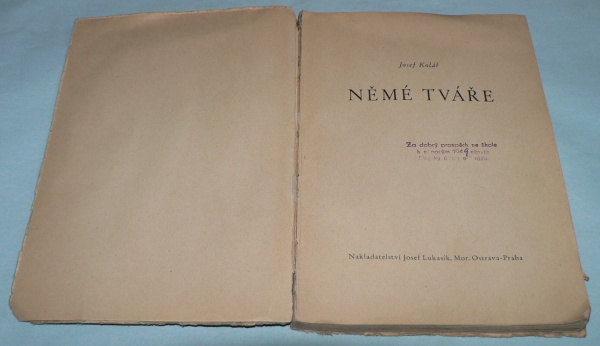 Josef Kolář
NĚMÉ TVÁŘE
Za dobrý prospěch ve škole
Nakladatelství Josef Lukasík, Mor. Ostrava-Praha